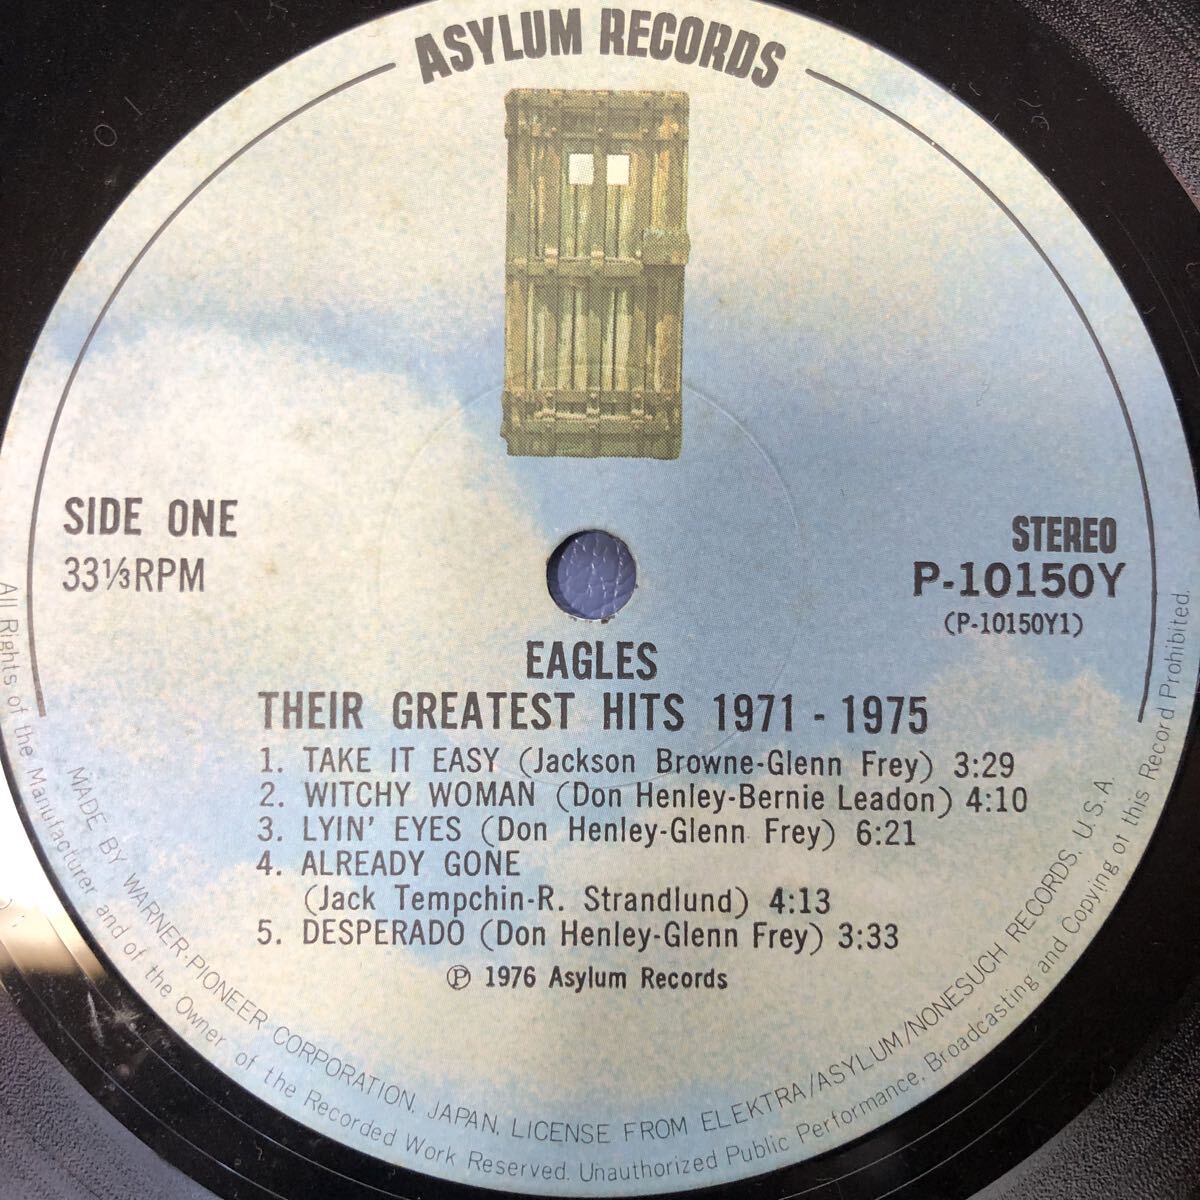 ASYLUM RECORDS
SIDE ONE
33⅓RPM
STEREO
P-10150Y
(P-10150Y1)
EAGLES
THEIR GREATEST HITS 1971 - 1975
1. TAKE IT EASY (Jackson Browne-Glenn Frey) 3:29
2. WITCHY WOMAN (Don Henley-Bernie Leadon) 4:10
3. LYIN' EYES (Don Henley-Glenn Frey) 6:21
4. ALREADY GONE
(Jack Tempchin-R. Strandlund) 4:13
5. DESPERADO (Don Henley-Glenn Frey) 3:33
℗ 1976 Asylum Records
MADE BY WARNER-PIONEER CORPORATION, JAPAN, LICENSE FROM ELEKTRA/ASYLUM/NONESUCH RECORDS, U.S.A.
All Rights of the Manufacturer and of the Owner of the Recorded Work Reserved. Unauthorized Public Performance, Broadcasting and Copying ot this Record Prohibited.